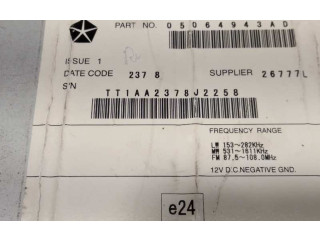 PART NO. 05064943AD
ISSUE 1
DATE CODE 237 8 SUPPLIER 26777L
S'N
TT1AA2378J2258
FREQUENCY RANGE
LW 153~282KHz
MW 531~1611KHz
FM 87.5~108.0MHz
12V D.C.NEGATIVE GND.
e24